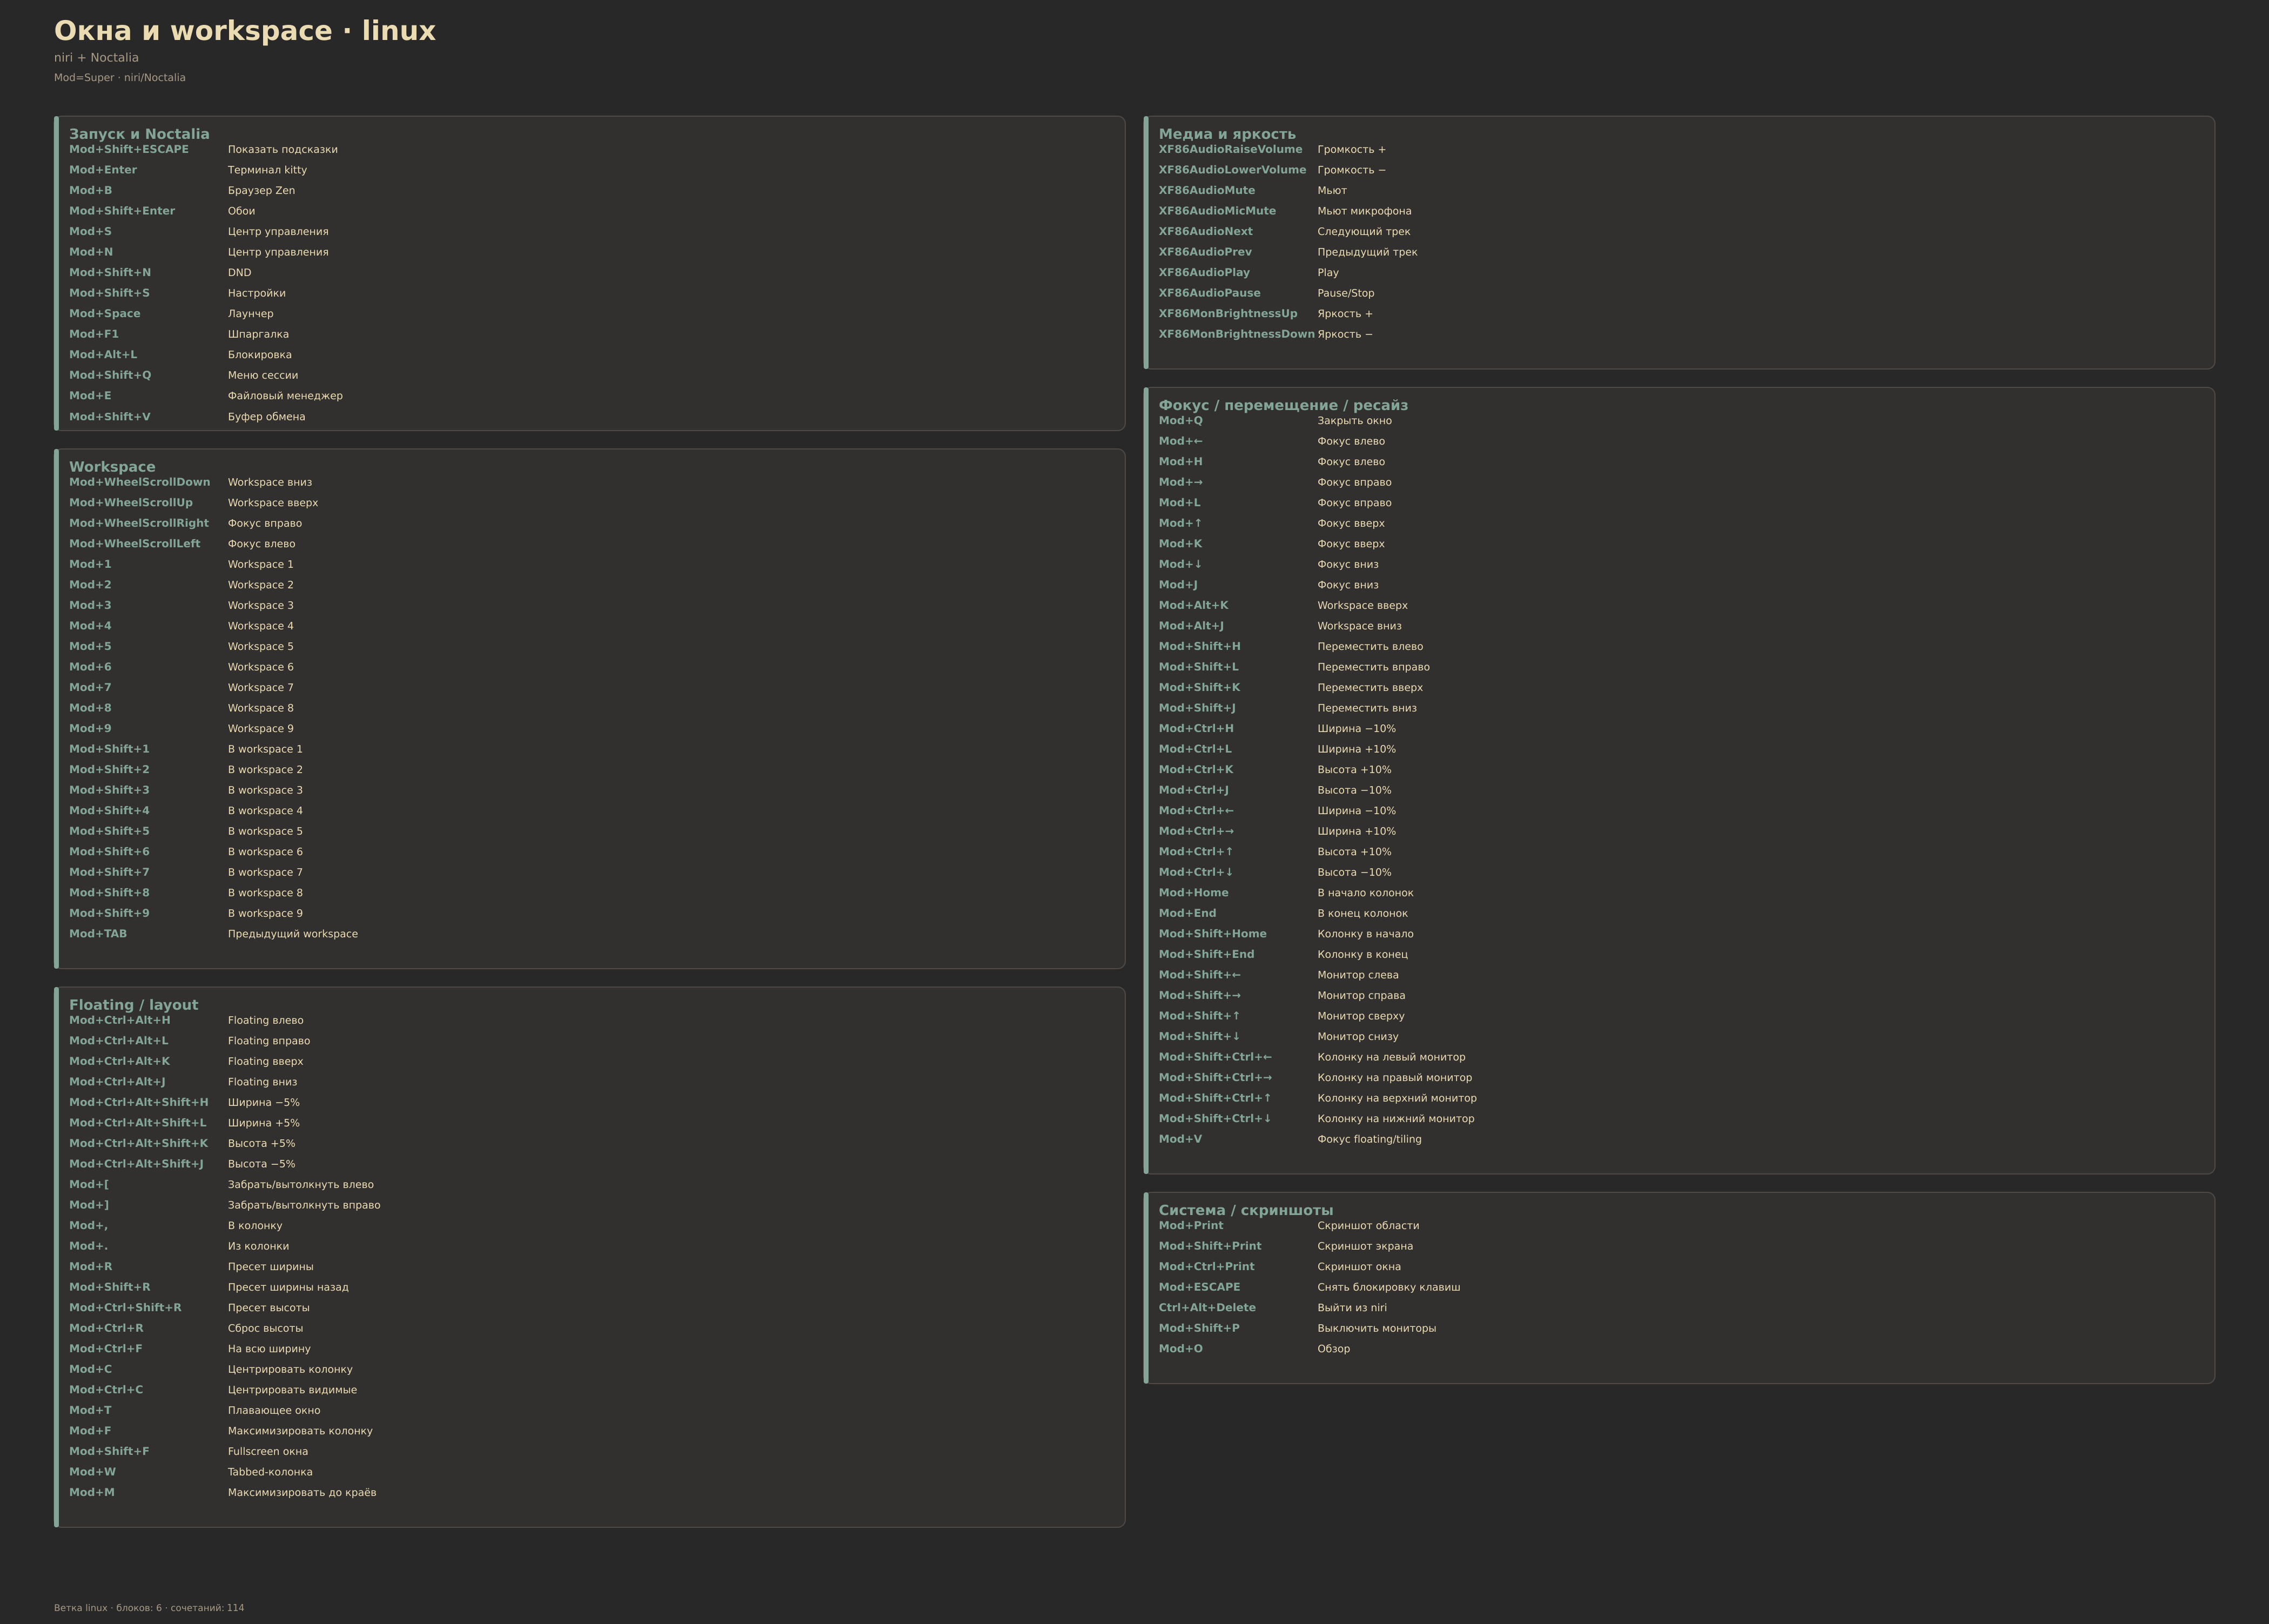 Окна и workspace · linux
niri + Noctalia
Mod=Super · niri/Noctalia
Запуск и Noctalia
Mod+Shift+ESCAPE Показать подсказки
Mod+Enter Терминал kitty
Mod+B Браузер Zen
Mod+Shift+Enter Обои
Mod+S Центр управления
Mod+N Центр управления
Mod+Shift+N DND
Mod+Shift+S Настройки
Mod+Space Лаунчер
Mod+F1 Шпаргалка
Mod+Alt+L Блокировка
Mod+Shift+Q Меню сессии
Mod+E Файловый менеджер
Mod+Shift+V Буфер обмена
Workspace
Mod+WheelScrollDown Workspace вниз
Mod+WheelScrollUp Workspace вверх
Mod+WheelScrollRight Фокус вправо
Mod+WheelScrollLeft Фокус влево
Mod+1 Workspace 1
Mod+2 Workspace 2
Mod+3 Workspace 3
Mod+4 Workspace 4
Mod+5 Workspace 5
Mod+6 Workspace 6
Mod+7 Workspace 7
Mod+8 Workspace 8
Mod+9 Workspace 9
Mod+Shift+1 В workspace 1
Mod+Shift+2 В workspace 2
Mod+Shift+3 В workspace 3
Mod+Shift+4 В workspace 4
Mod+Shift+5 В workspace 5
Mod+Shift+6 В workspace 6
Mod+Shift+7 В workspace 7
Mod+Shift+8 В workspace 8
Mod+Shift+9 В workspace 9
Mod+TAB Предыдущий workspace
Floating / layout
Mod+Ctrl+Alt+H Floating влево
Mod+Ctrl+Alt+L Floating вправо
Mod+Ctrl+Alt+K Floating вверх
Mod+Ctrl+Alt+J Floating вниз
Mod+Ctrl+Alt+Shift+H Ширина −5%
Mod+Ctrl+Alt+Shift+L Ширина +5%
Mod+Ctrl+Alt+Shift+K Высота +5%
Mod+Ctrl+Alt+Shift+J Высота −5%
Mod+[ Забрать/вытолкнуть влево
Mod+] Забрать/вытолкнуть вправо
Mod+, В колонку
Mod+. Из колонки
Mod+R Пресет ширины
Mod+Shift+R Пресет ширины назад
Mod+Ctrl+Shift+R Пресет высоты
Mod+Ctrl+R Сброс высоты
Mod+Ctrl+F На всю ширину
Mod+C Центрировать колонку
Mod+Ctrl+C Центрировать видимые
Mod+T Плавающее окно
Mod+F Максимизировать колонку
Mod+Shift+F Fullscreen окна
Mod+W Tabbed-колонка
Mod+M Максимизировать до краёв
Медиа и яркость
XF86AudioRaiseVolume Громкость +
XF86AudioLowerVolume Громкость −
XF86AudioMute Мьют
XF86AudioMicMute Мьют микрофона
XF86AudioNext Следующий трек
XF86AudioPrev Предыдущий трек
XF86AudioPlay Play
XF86AudioPause Pause/Stop
XF86MonBrightnessUp Яркость +
XF86MonBrightnessDown Яркость −
Фокус / перемещение / ресайз
Mod+Q Закрыть окно
Mod+← Фокус влево
Mod+H Фокус влево
Mod+→ Фокус вправо
Mod+L Фокус вправо
Mod+↑ Фокус вверх
Mod+K Фокус вверх
Mod+↓ Фокус вниз
Mod+J Фокус вниз
Mod+Alt+K Workspace вверх
Mod+Alt+J Workspace вниз
Mod+Shift+H Переместить влево
Mod+Shift+L Переместить вправо
Mod+Shift+K Переместить вверх
Mod+Shift+J Переместить вниз
Mod+Ctrl+H Ширина −10%
Mod+Ctrl+L Ширина +10%
Mod+Ctrl+K Высота +10%
Mod+Ctrl+J Высота −10%
Mod+Ctrl+← Ширина −10%
Mod+Ctrl+→ Ширина +10%
Mod+Ctrl+↑ Высота +10%
Mod+Ctrl+↓ Высота −10%
Mod+Home В начало колонок
Mod+End В конец колонок
Mod+Shift+Home Колонку в начало
Mod+Shift+End Колонку в конец
Mod+Shift+← Монитор слева
Mod+Shift+→ Монитор справа
Mod+Shift+↑ Монитор сверху
Mod+Shift+↓ Монитор снизу
Mod+Shift+Ctrl+← Колонку на левый монитор
Mod+Shift+Ctrl+→ Колонку на правый монитор
Mod+Shift+Ctrl+↑ Колонку на верхний монитор
Mod+Shift+Ctrl+↓ Колонку на нижний монитор
Mod+V Фокус floating/tiling
Система / скриншоты
Mod+Print Скриншот области
Mod+Shift+Print Скриншот экрана
Mod+Ctrl+Print Скриншот окна
Mod+ESCAPE Снять блокировку клавиш
Ctrl+Alt+Delete Выйти из niri
Mod+Shift+P Выключить мониторы
Mod+O Обзор
Ветка linux · блоков: 6 · сочетаний: 114